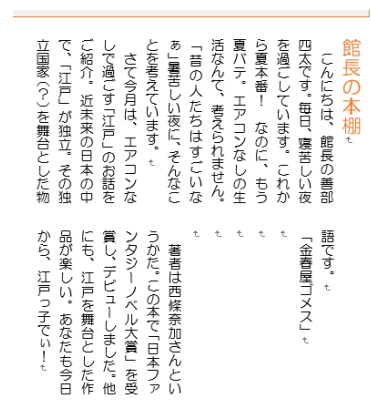 館長の本棚
こんにちは、館長の善部
四太です。毎日、寝苦しい夜
を過ごしています。これか
ら夏本番！　なのに、もう
夏バテ。エアコンなしの生
活なんて、考えられません。
「昔の人たちはすごいな
ぁ」暑苦しい夜に、そんなこ
とを考えています。
さて今月は、エアコンな
しで過ごす「江戸」のお話を
ご紹介。近未来の日本の中
で、「江戸」が独立。その独
立国家（？）を舞台とした物
語です。
「金春屋ゴメス」
著者は西條奈加さんとい
うかた。この本で「日本ファ
ンタジーノベル大賞」を受
賞し、デビューしました。他
にも、江戸を舞台とした作
品が楽しい。あなたも今日
から、江戸っ子でぃ！